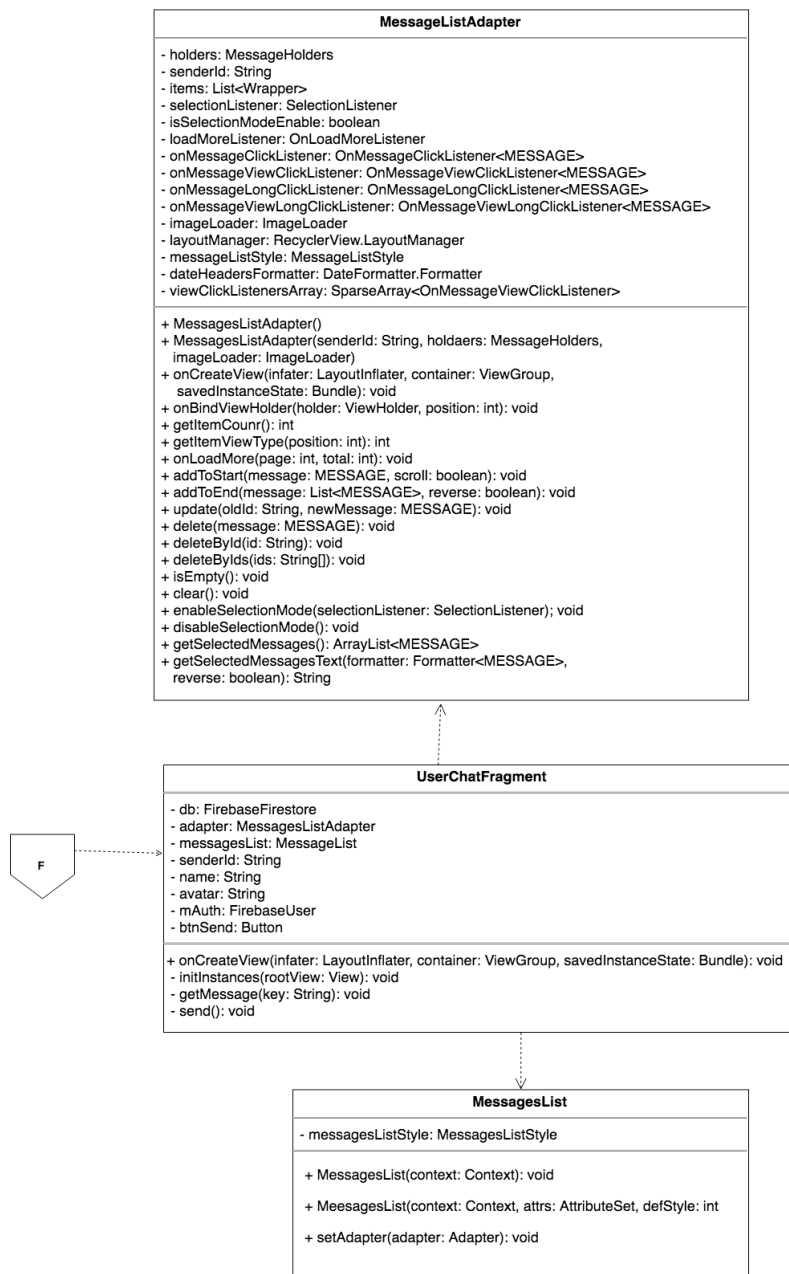 MessageListAdapter
- holders: MessageHolders
- senderId: String
- items: List<Wrapper>
- selectionListener: SelectionListener
- isSelectionModeEnable: boolean
- loadMoreListener: OnLoadMoreListener
- onMessageClickListener: OnMessageClickListener<MESSAGE>
- onMessageViewClickListener: OnMessageViewClickListener<MESSAGE>
- onMessageLongClickListener: OnMessageLongClickListener<MESSAGE>
- onMessageViewLongClickListener: OnMessageViewLongClickListener<MESSAGE>
- imageLoader: ImageLoader
- layoutManager: RecyclerView.LayoutManager
- messageListStyle: MessageListStyle
- dateHeadersFormatter: DateFormatter.Formatter
- viewClickListenersArray: SparseArray<OnMessageViewClickListener>
+ MessagesListAdapter()
+ MessagesListAdapter(senderId: String, holdaers: MessageHolders,
imageLoader: ImageLoader)
+ onCreateView(infater: LayoutInflater, container: ViewGroup,
savedInstanceState: Bundle): void
+ onBindViewHolder(holder: ViewHolder, position: int): void
+ getItemCounr(): int
+ getItemViewType(position: int): int
+ onLoadMore(page: int, total: int): void
+ addToStart(message: MESSAGE, scroll: boolean): void
+ addToEnd(message: List<MESSAGE>, reverse: boolean): void
+ update(oldId: String, newMessage: MESSAGE): void
+ delete(message: MESSAGE): void
+ deleteById(id: String): void
+ deleteByIds(ids: String[]): void
+ isEmpty(): void
+ clear(): void
+ enableSelectionMode(selectionListener: SelectionListener); void
+ disableSelectionMode(): void
+ getSelectedMessages(): ArrayList<MESSAGE>
+ getSelectedMessagesText(formatter: Formatter<MESSAGE>,
reverse: boolean): String
UserChatFragment
- db: FirebaseFirestore
- adapter: MessagesListAdapter
- messagesList: MessageList
- senderId: String
- name: String
- avatar: String
- mAuth: FirebaseUser
- btnSend: Button
F
+ onCreateView(infater: LayoutInflater, container: ViewGroup, savedInstanceState: Bundle): void
- initInstances(rootView: View): void
- getMessage(key: String): void
- send(): void
MessagesList
- messagesListStyle: MessagesListStyle
+ MessagesList(context: Context): void
+ MeesagesList(context: Context, attrs: AttributeSet, defStyle: int
+ setAdapter(adapter: Adapter): void